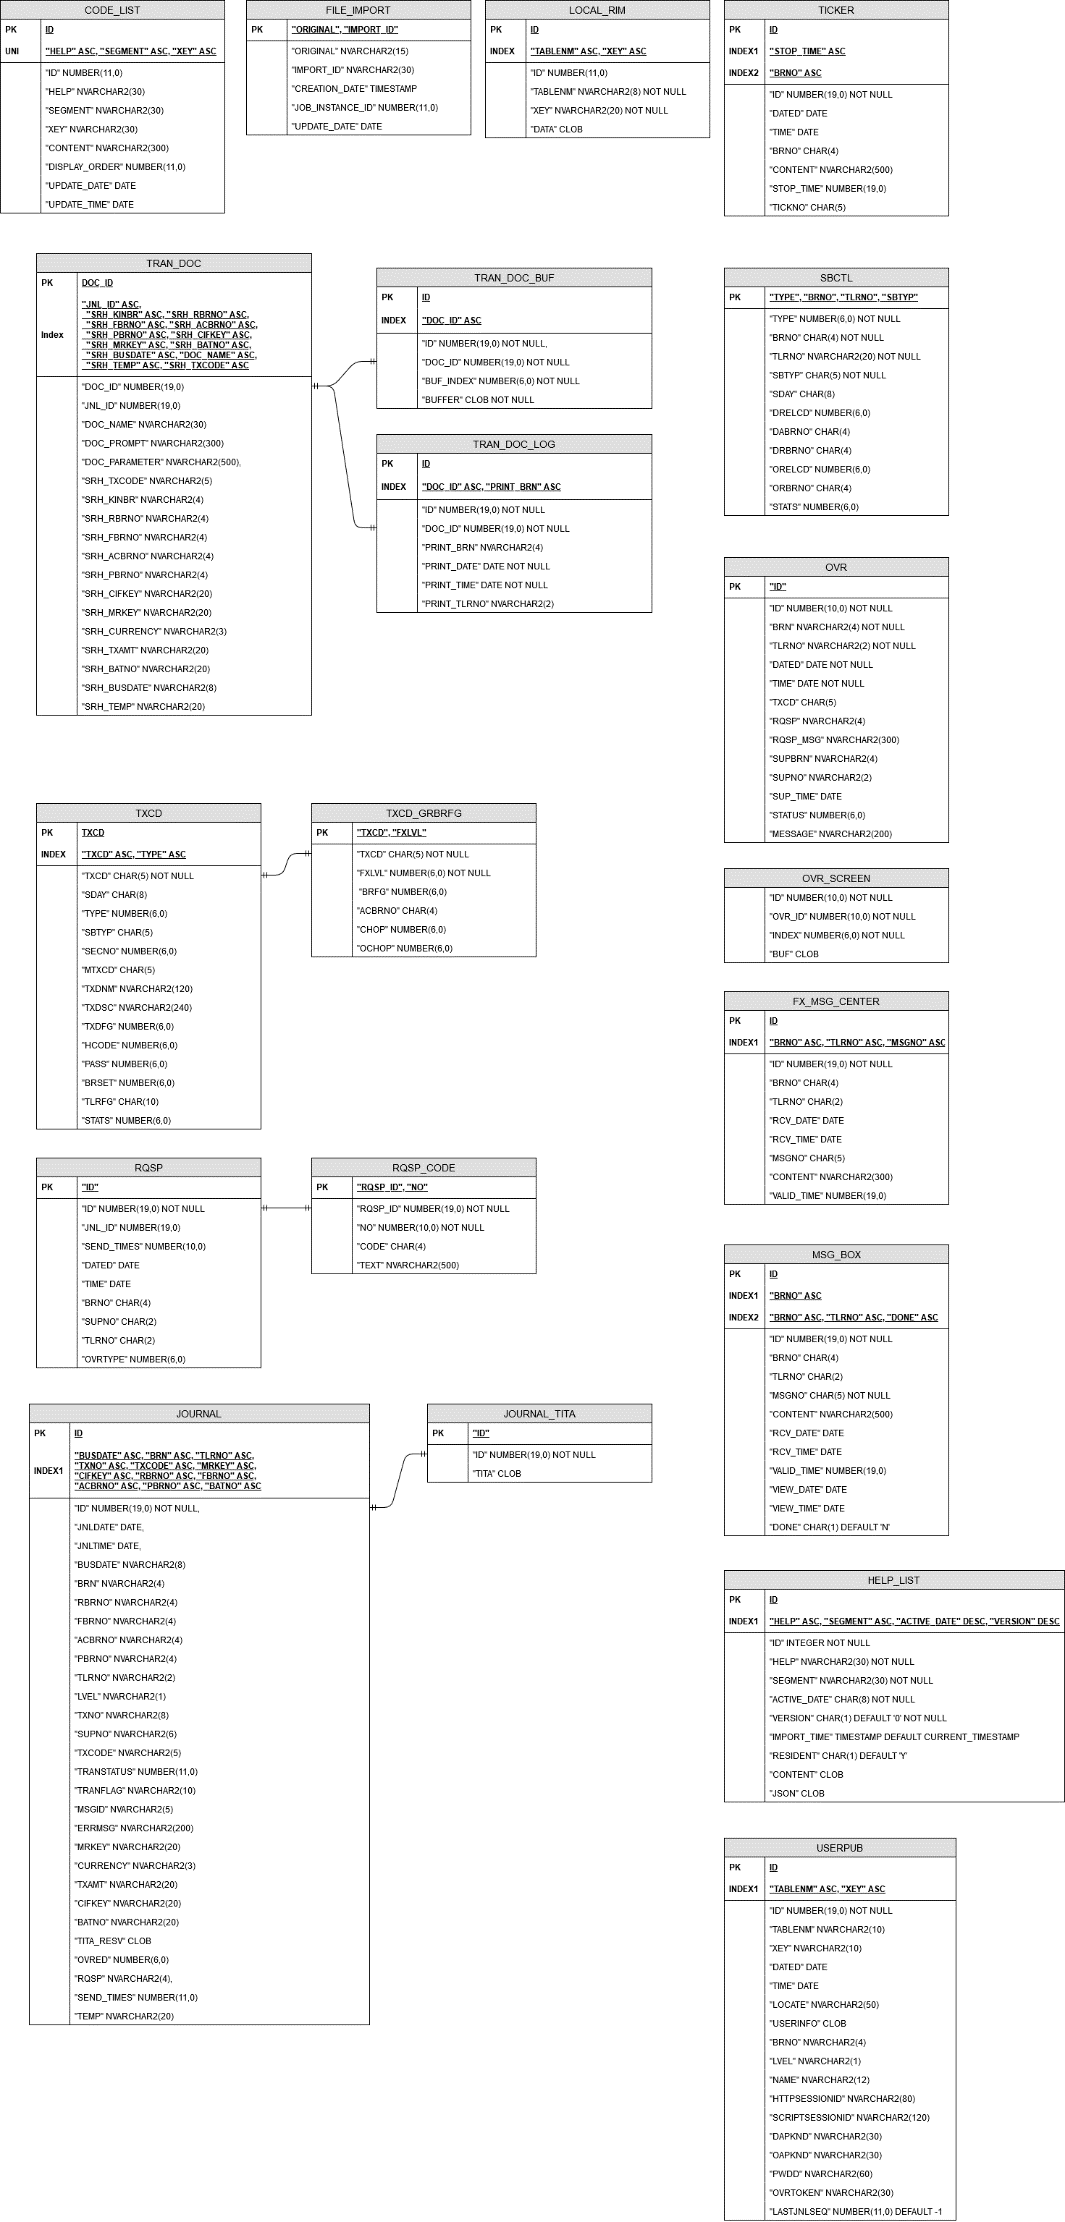 CODE_LIST
PK ID
UNI "HELP" ASC, "SEGMENT" ASC, "XEY" ASC
"ID" NUMBER(11,0)
"HELP" NVARCHAR2(30)
"SEGMENT" NVARCHAR2(30)
"XEY" NVARCHAR2(30)
"CONTENT" NVARCHAR2(300)
"DISPLAY_ORDER" NUMBER(11,0)
"UPDATE_DATE" DATE
"UPDATE_TIME" DATE
FILE_IMPORT
PK "ORIGINAL", "IMPORT_ID"
"ORIGINAL" NVARCHAR2(15)
"IMPORT_ID" NVARCHAR2(30)
"CREATION_DATE" TIMESTAMP
"JOB_INSTANCE_ID" NUMBER(11,0)
"UPDATE_DATE" DATE
LOCAL_RIM
PK ID
INDEX "TABLENM" ASC, "XEY" ASC
"ID" NUMBER(11,0)
"TABLENM" NVARCHAR2(8) NOT NULL
"XEY" NVARCHAR2(20) NOT NULL
"DATA" CLOB
TICKER
PK ID
INDEX1 "STOP_TIME" ASC
INDEX2 "BRNO" ASC
"ID" NUMBER(19,0) NOT NULL
"DATED" DATE
"TIME" DATE
"BRNO" CHAR(4)
"CONTENT" NVARCHAR2(500)
"STOP_TIME" NUMBER(19,0)
"TICKNO" CHAR(5)
TRAN_DOC
PK DOC_ID
Index "JNL_ID" ASC,
"SRH_KINBR" ASC, "SRH_RBRNO" ASC,
"SRH_FBRNO" ASC, "SRH_ACBRNO" ASC,
"SRH_PBRNO" ASC, "SRH_CIFKEY" ASC,
"SRH_MRKEY" ASC, "SRH_BATNO" ASC,
"SRH_BUSDATE" ASC, "DOC_NAME" ASC,
"SRH_TEMP" ASC, "SRH_TXCODE" ASC
"DOC_ID" NUMBER(19,0)
"JNL_ID" NUMBER(19,0)
"DOC_NAME" NVARCHAR2(30)
"DOC_PROMPT" NVARCHAR2(300)
"DOC_PARAMETER" NVARCHAR2(500),
"SRH_TXCODE" NVARCHAR2(5)
"SRH_KINBR" NVARCHAR2(4)
"SRH_RBRNO" NVARCHAR2(4)
"SRH_FBRNO" NVARCHAR2(4)
"SRH_ACBRNO" NVARCHAR2(4)
"SRH_PBRNO" NVARCHAR2(4)
"SRH_CIFKEY" NVARCHAR2(20)
"SRH_MRKEY" NVARCHAR2(20)
"SRH_CURRENCY" NVARCHAR2(3)
"SRH_TXAMT" NVARCHAR2(20)
"SRH_BATNO" NVARCHAR2(20)
"SRH_BUSDATE" NVARCHAR2(8)
"SRH_TEMP" NVARCHAR2(20)
TRAN_DOC_BUF
PK ID
INDEX "DOC_ID" ASC
"ID" NUMBER(19,0) NOT NULL,
"DOC_ID" NUMBER(19,0) NOT NULL
"BUF_INDEX" NUMBER(6,0) NOT NULL
"BUFFER" CLOB NOT NULL
TRAN_DOC_LOG
PK ID
INDEX "DOC_ID" ASC, "PRINT_BRN" ASC
"ID" NUMBER(19,0) NOT NULL
"DOC_ID" NUMBER(19,0) NOT NULL
"PRINT_BRN" NVARCHAR2(4)
"PRINT_DATE" DATE NOT NULL
"PRINT_TIME" DATE NOT NULL
"PRINT_TLRNO" NVARCHAR2(2)
SBCTL
PK "TYPE", "BRNO", "TLRNO", "SBTYP"
"TYPE" NUMBER(6,0) NOT NULL
"BRNO" CHAR(4) NOT NULL
"TLRNO" NVARCHAR2(20) NOT NULL
"SBTYP" CHAR(5) NOT NULL
"SDAY" CHAR(8)
"DRELCD" NUMBER(6,0)
"DABRNO" CHAR(4)
"DRBRNO" CHAR(4)
"ORELCD" NUMBER(6,0)
"ORBRNO" CHAR(4)
"STATS" NUMBER(6,0)
OVR
PK "ID"
"ID" NUMBER(10,0) NOT NULL
"BRN" NVARCHAR2(4) NOT NULL
"TLRNO" NVARCHAR2(2) NOT NULL
"DATED" DATE NOT NULL
"TIME" DATE NOT NULL
"TXCD" CHAR(5)
"RQSP" NVARCHAR2(4)
"RQSP_MSG" NVARCHAR2(300)
"SUPBRN" NVARCHAR2(4)
"SUPNO" NVARCHAR2(2)
"SUP_TIME" DATE
"STATUS" NUMBER(6,0)
"MESSAGE" NVARCHAR2(200)
TXCD
PK TXCD
INDEX "TXCD" ASC, "TYPE" ASC
"TXCD" CHAR(5) NOT NULL
"SDAY" CHAR(8)
"TYPE" NUMBER(6,0)
"SBTYP" CHAR(5)
"SECNO" NUMBER(6,0)
"MTXCD" CHAR(5)
"TXDNM" NVARCHAR2(120)
"TXDSC" NVARCHAR2(240)
"TXDFG" NUMBER(6,0)
"HCODE" NUMBER(6,0)
"PASS" NUMBER(6,0)
"BRSET" NUMBER(6,0)
"TLRFG" CHAR(10)
"STATS" NUMBER(6,0)
TXCD_GRBRFG
PK "TXCD", "FXLVL"
"TXCD" CHAR(5) NOT NULL
"FXLVL" NUMBER(6,0) NOT NULL
"BRFG" NUMBER(6,0)
"ACBRNO" CHAR(4)
"CHOP" NUMBER(6,0)
"OCHOP" NUMBER(6,0)
OVR_SCREEN
"ID" NUMBER(10,0) NOT NULL
"OVR_ID" NUMBER(10,0) NOT NULL
"INDEX" NUMBER(6,0) NOT NULL
"BUF" CLOB
FX_MSG_CENTER
PK ID
INDEX1 "BRNO" ASC, "TLRNO" ASC, "MSGNO" ASC
"ID" NUMBER(19,0) NOT NULL
"BRNO" CHAR(4)
"TLRNO" CHAR(2)
"RCV_DATE" DATE
"RCV_TIME" DATE
"MSGNO" CHAR(5)
"CONTENT" NVARCHAR2(300)
"VALID_TIME" NUMBER(19,0)
RQSP
PK "ID"
"ID" NUMBER(19,0) NOT NULL
"JNL_ID" NUMBER(19,0)
"SEND_TIMES" NUMBER(10,0)
"DATED" DATE
"TIME" DATE
"BRNO" CHAR(4)
"SUPNO" CHAR(2)
"TLRNO" CHAR(2)
"OVRTYPE" NUMBER(6,0)
RQSP_CODE
PK "RQSP_ID", "NO"
"RQSP_ID" NUMBER(19,0) NOT NULL
"NO" NUMBER(10,0) NOT NULL
"CODE" CHAR(4)
"TEXT" NVARCHAR2(500)
MSG_BOX
PK ID
INDEX1 "BRNO" ASC
INDEX2 "BRNO" ASC, "TLRNO" ASC, "DONE" ASC
"ID" NUMBER(19,0) NOT NULL
"BRNO" CHAR(4)
"TLRNO" CHAR(2)
"MSGNO" CHAR(5) NOT NULL
"CONTENT" NVARCHAR2(500)
"RCV_DATE" DATE
"RCV_TIME" DATE
"VALID_TIME" NUMBER(19,0)
"VIEW_DATE" DATE
"VIEW_TIME" DATE
"DONE" CHAR(1) DEFAULT 'N'
JOURNAL
PK ID
INDEX1 "BUSDATE" ASC, "BRN" ASC, "TLRNO" ASC,
"TXNO" ASC, "TXCODE" ASC, "MRKEY" ASC,
"CIFKEY" ASC, "RBRNO" ASC, "FBRNO" ASC,
"ACBRNO" ASC, "PBRNO" ASC, "BATNO" ASC
"ID" NUMBER(19,0) NOT NULL,
"JNLDATE" DATE,
"JNLTIME" DATE,
"BUSDATE" NVARCHAR2(8)
"BRN" NVARCHAR2(4)
"RBRNO" NVARCHAR2(4)
"FBRNO" NVARCHAR2(4)
"ACBRNO" NVARCHAR2(4)
"PBRNO" NVARCHAR2(4)
"TLRNO" NVARCHAR2(2)
"LVEL" NVARCHAR2(1)
"TXNO" NVARCHAR2(8)
"SUPNO" NVARCHAR2(6)
"TXCODE" NVARCHAR2(5)
"TRANSTATUS" NUMBER(11,0)
"TRANFLAG" NVARCHAR2(10)
"MSGID" NVARCHAR2(5)
"ERRMSG" NVARCHAR2(200)
"MRKEY" NVARCHAR2(20)
"CURRENCY" NVARCHAR2(3)
"TXAMT" NVARCHAR2(20)
"CIFKEY" NVARCHAR2(20)
"BATNO" NVARCHAR2(20)
"TITA_RESV" CLOB
"OVRED" NUMBER(6,0)
"RQSP" NVARCHAR2(4),
"SEND_TIMES" NUMBER(11,0)
"TEMP" NVARCHAR2(20)
JOURNAL_TITA
PK "ID"
"ID" NUMBER(19,0) NOT NULL
"TITA" CLOB
HELP_LIST
PK ID
INDEX1 "HELP" ASC, "SEGMENT" ASC, "ACTIVE_DATE" DESC, "VERSION" DESC
"ID" INTEGER NOT NULL
"HELP" NVARCHAR2(30) NOT NULL
"SEGMENT" NVARCHAR2(30) NOT NULL
"ACTIVE_DATE" CHAR(8) NOT NULL
"VERSION" CHAR(1) DEFAULT '0' NOT NULL
"IMPORT_TIME" TIMESTAMP DEFAULT CURRENT_TIMESTAMP
"RESIDENT" CHAR(1) DEFAULT 'Y'
"CONTENT" CLOB
"JSON" CLOB
USERPUB
PK ID
INDEX1 "TABLENM" ASC, "XEY" ASC
"ID" NUMBER(19,0) NOT NULL
"TABLENM" NVARCHAR2(10)
"XEY" NVARCHAR2(10)
"DATED" DATE
"TIME" DATE
"LOCATE" NVARCHAR2(50)
"USERINFO" CLOB
"BRNO" NVARCHAR2(4)
"LVEL" NVARCHAR2(1)
"NAME" NVARCHAR2(12)
"HTTPSESSIONID" NVARCHAR2(80)
"SCRIPTSESSIONID" NVARCHAR2(120)
"DAPKND" NVARCHAR2(30)
"OAPKND" NVARCHAR2(30)
"PWDD" NVARCHAR2(60)
"OVRTOKEN" NVARCHAR2(30)
"LASTJNLSEQ" NUMBER(11,0) DEFAULT -1